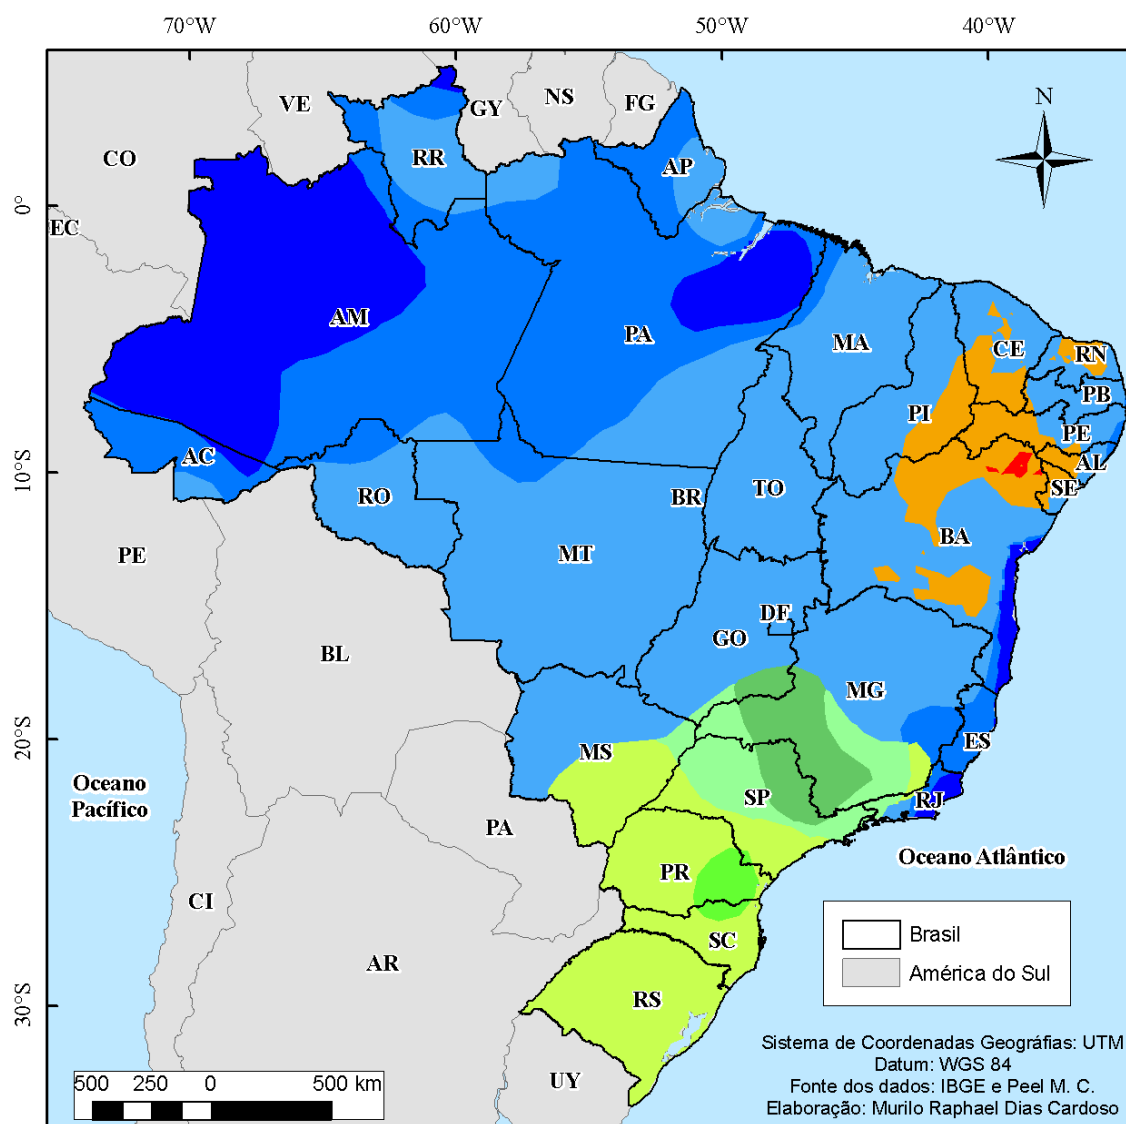 70°W
60°W
50°W
40°W
N
VE
GY
NS
FG
CO
RR
AP
0°
EC
AM
PA
MA
CE
RN
PI
PB
PE
AC
AL
10°S
SE
RO
BR
TO
BA
PE
MT
DF
GO
BL
MG
20°S
MS
ES
Oceano
Pacífico
SP
RJ
PA
Oceano Atlântico
PR
CI
SC
Brasil
AR
América do Sul
RS
30°S
Sistema de Coordenadas Geográfias: UTM
Datum: WGS 84
UY
Fonte dos dados: IBGE e Peel M. C.
Elaboração: Murilo Raphael Dias Cardoso
500 250 0 500 km